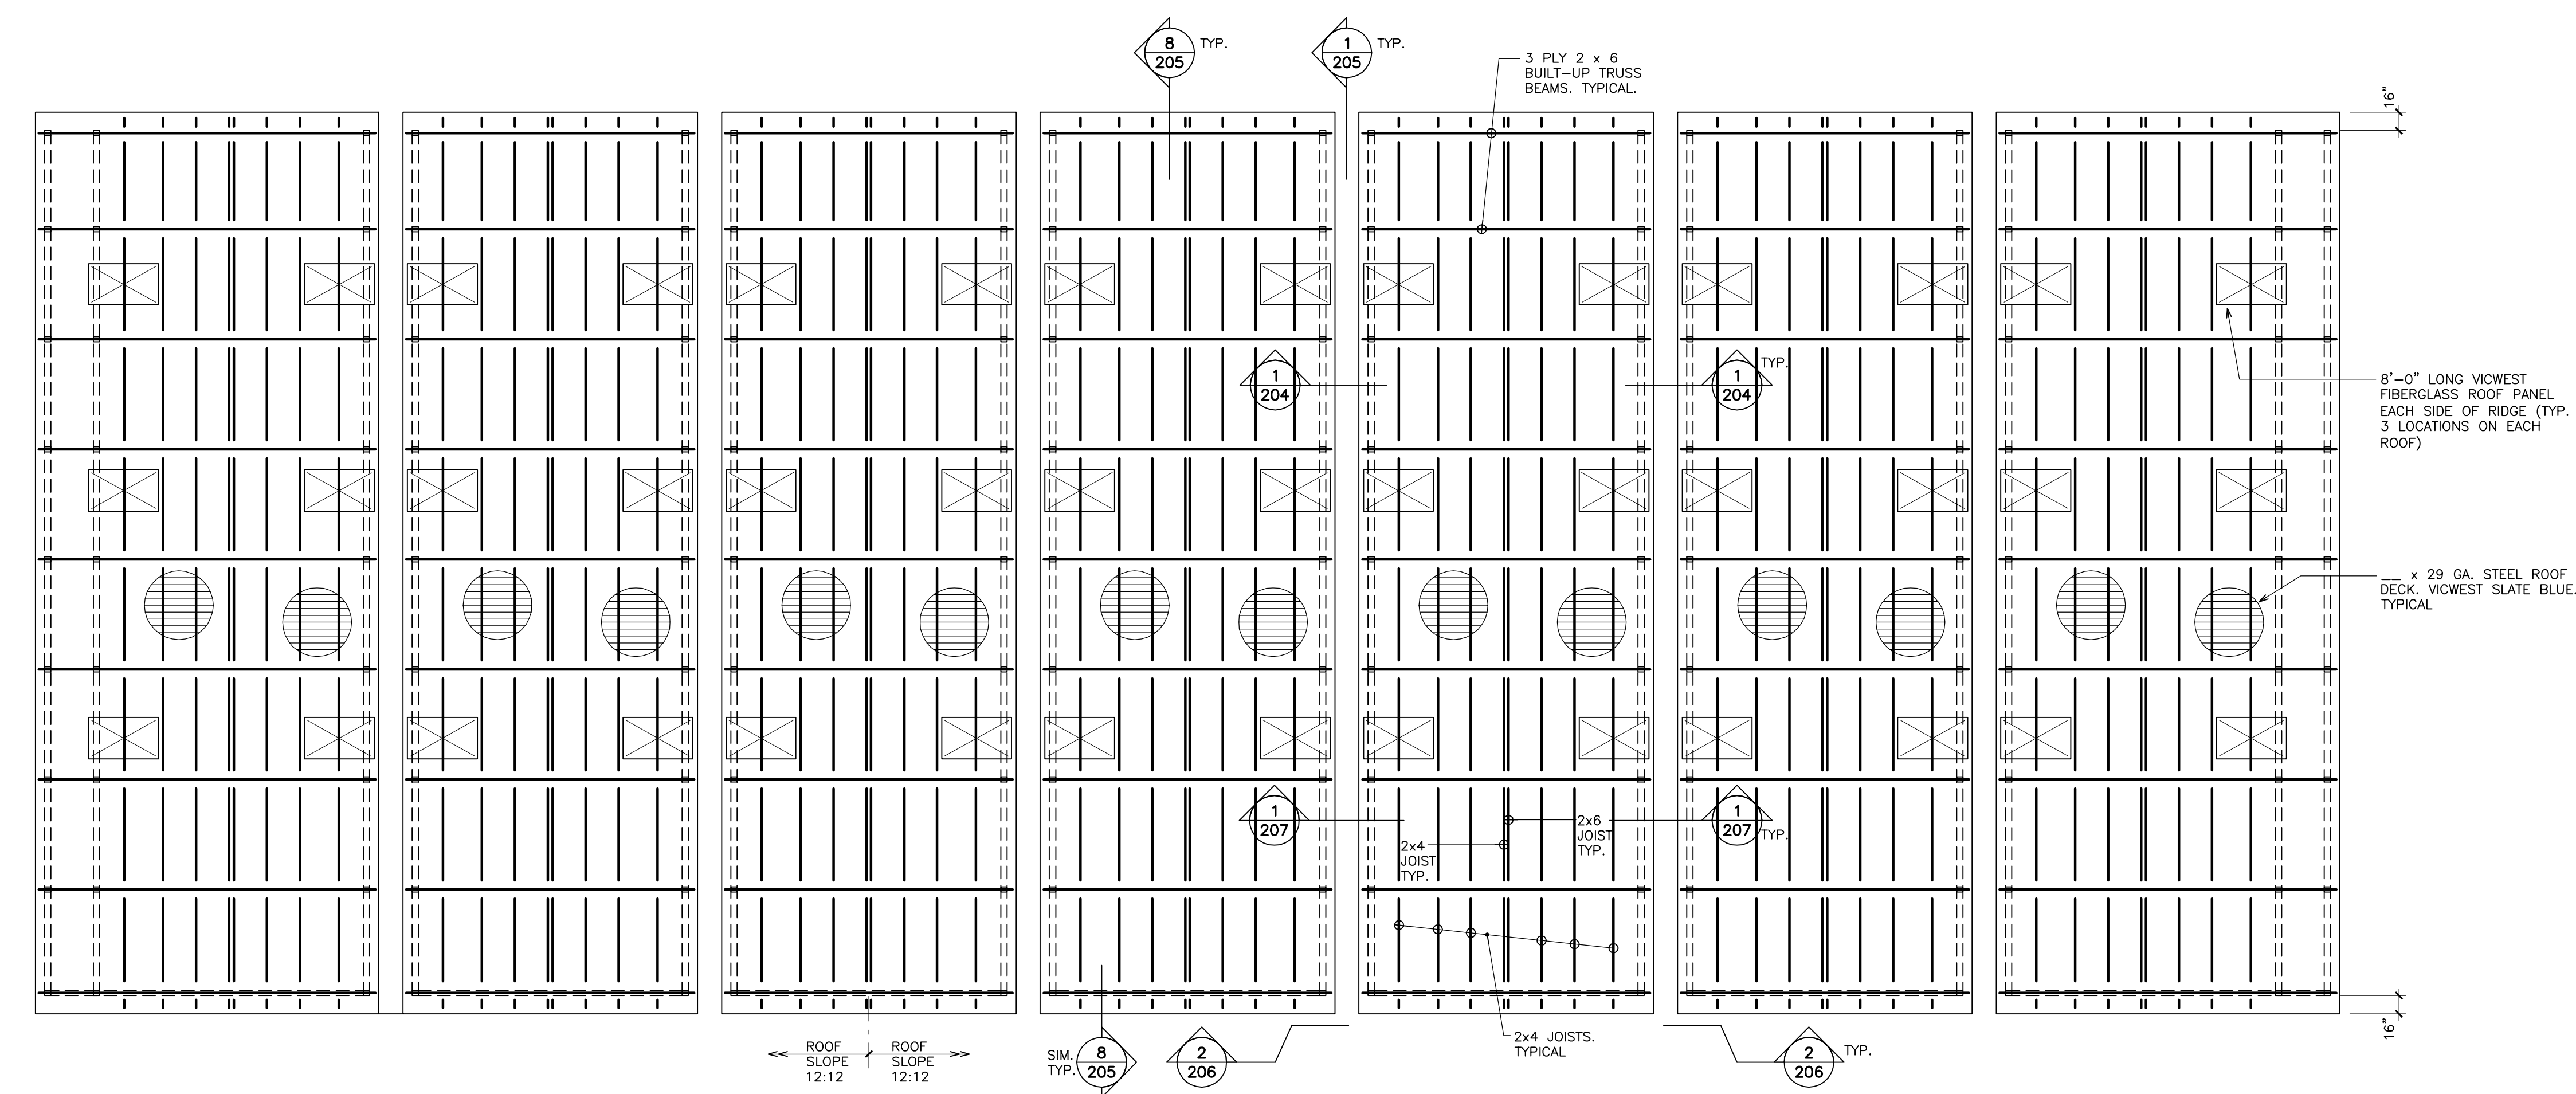 8
205
TYP.
1
205
TYP.
3 PLY 2 x 6
BUILT-UP TRUSS
BEAMS. TYPICAL.
16"
1
204
1
204
TYP.
8'-0" LONG VICWEST
FIBERGLASS ROOF PANEL
EACH SIDE OF RIDGE (TYP.
3 LOCATIONS ON EACH
ROOF)
__ x 29 GA. STEEL ROOF
DECK. VICWEST SLATE BLUE.
TYPICAL
1
207
2x4
JOIST
TYP.
2x6
JOIST
TYP.
1
207
TYP.
ROOF
SLOPE
12:12
ROOF
SLOPE
12:12
SIM.
TYP.
8
205
2
206
2x4 JOISTS.
TYPICAL
2
206
TYP.
16"